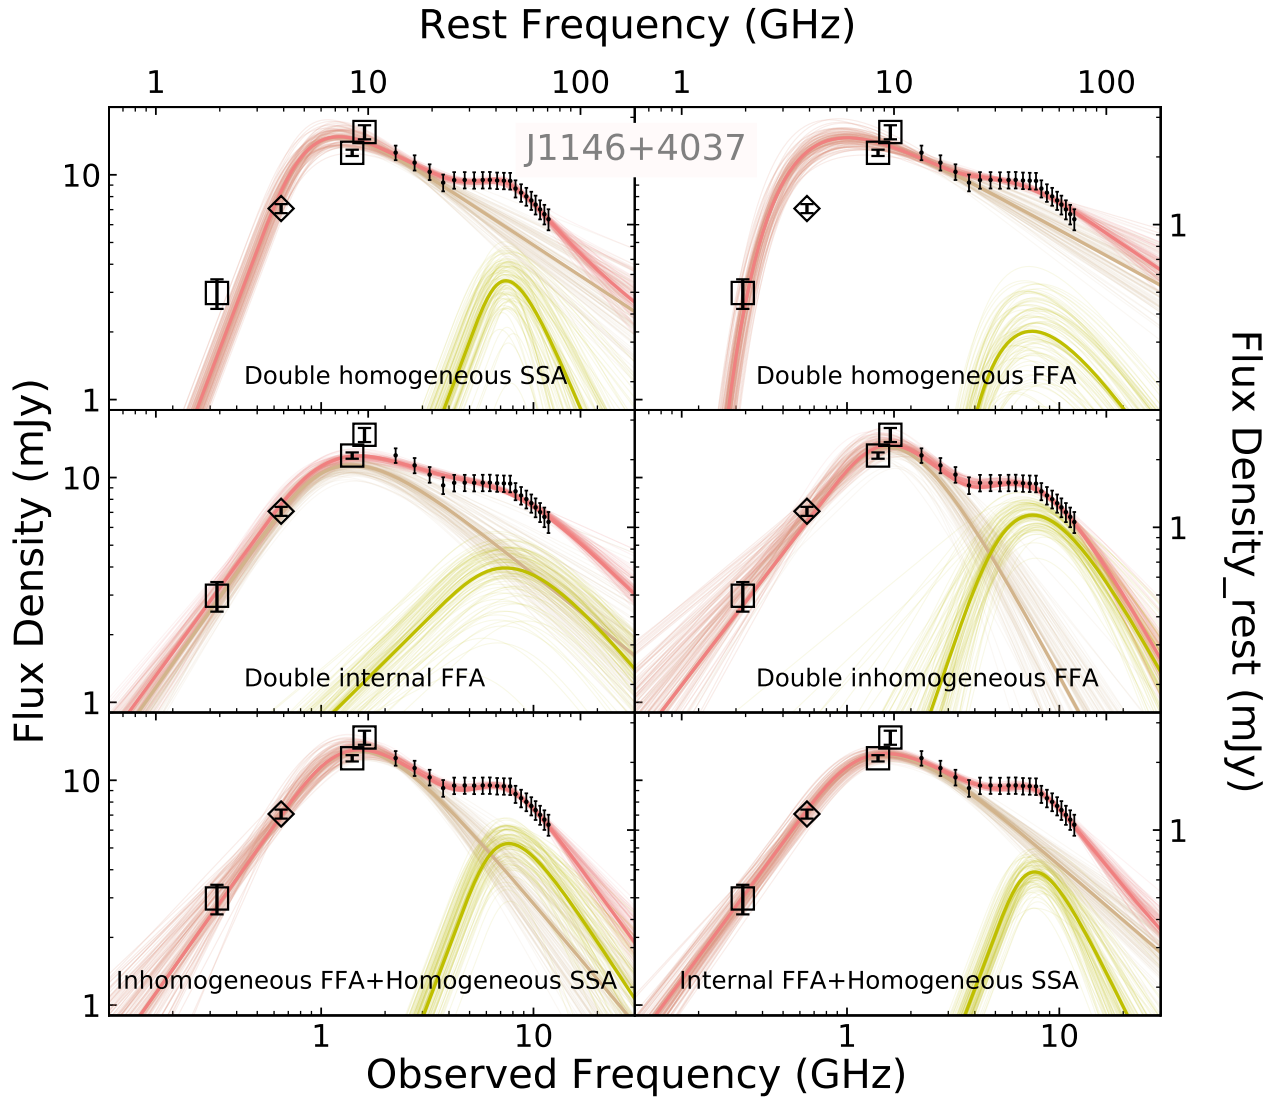 Rest Frequency (GHz)
1 10 100 1 10 100
J1146+4037
10
1
Double homogeneous SSA
Double homogeneous FFA
1
Flux Density (mJy)
Flux Density_rest (mJy)
10
1
Double internal FFA
Double inhomogeneous FFA
1
10
1
Inhomogeneous FFA+Homogeneous SSA
Internal FFA+Homogeneous SSA
1
1 10 1 10
Observed Frequency (GHz)